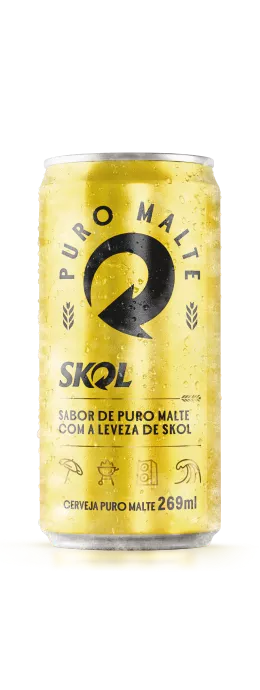 PURO MALTE
SKOL
SABOR DE PURO MALTE
COM A LEVEZA DE SKOL
CERVEJA PURO MALTE 269ml